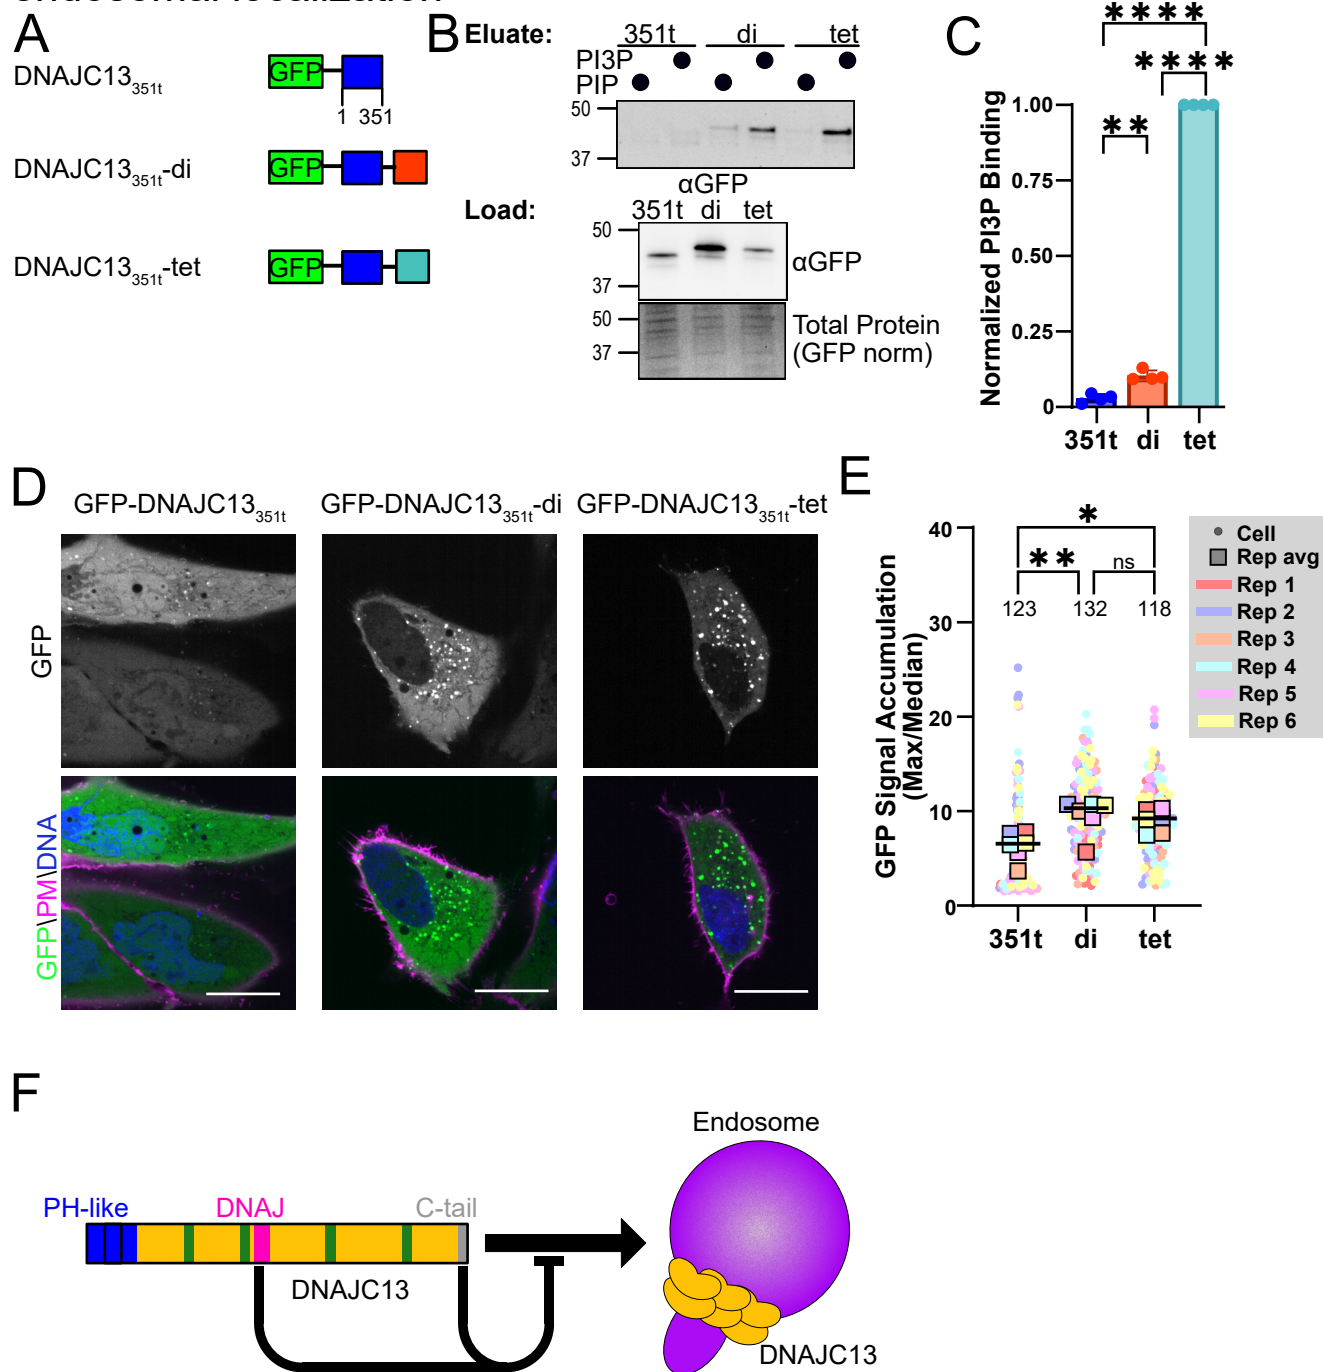 endosomal localization
A
DNAJC13351t
GFP
1 351
DNAJC13351t-di
GFP
DNAJC13351t-tet
GFP
B
Eluate:
351t di tet
PI3P
PIP
50
37
αGFP
Load:
351t di tet
50
37
αGFP
50
37
Total Protein
(GFP norm)
C
****
****
**
Normalized PI3P Binding
1.00
0.75
0.50
0.25
0
351t di tet
D
GFP-DNAJC13351t
GFP-DNAJC13351t-di
GFP-DNAJC13351t-tet
GFP
GFP\PM\DNA
E
GFP Signal Accumulation
(Max/Median)
40
30
20
10
0
*
**
ns
123 132 118
351t di tet
Cell
Rep avg
Rep 1
Rep 2
Rep 3
Rep 4
Rep 5
Rep 6
F
PH-like
DNAJ
C-tail
DNAJC13
Endosome
DNAJC13